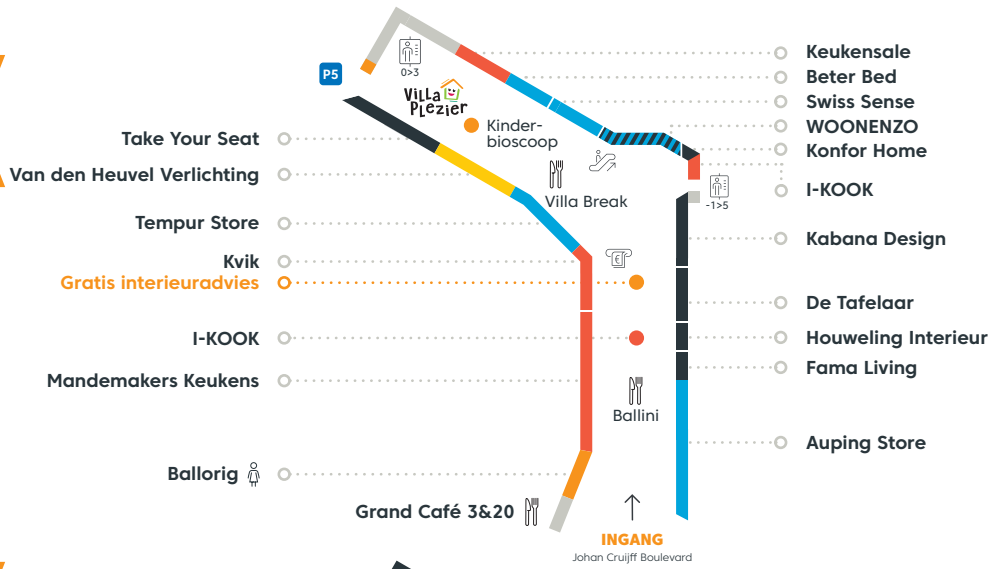 P5
0>3
Villa
Plezier
Kinder-
bioscoop
Villa Break
€
-1>5
Take Your Seat
Van den Heuvel Verlichting
Tempur Store
Kvik
Gratis interieuradvies
I-KOOK
Mandemakers Keukens
Ballorig
Grand Café 3&20
Keukensale
Beter Bed
Swiss Sense
WOONENZO
Konfor Home
I-KOOK
Kabana Design
De Tafelaar
Houweling Interieur
Fama Living
Auping Store
Ballini
INGANG
Johan Cruijff Boulevard